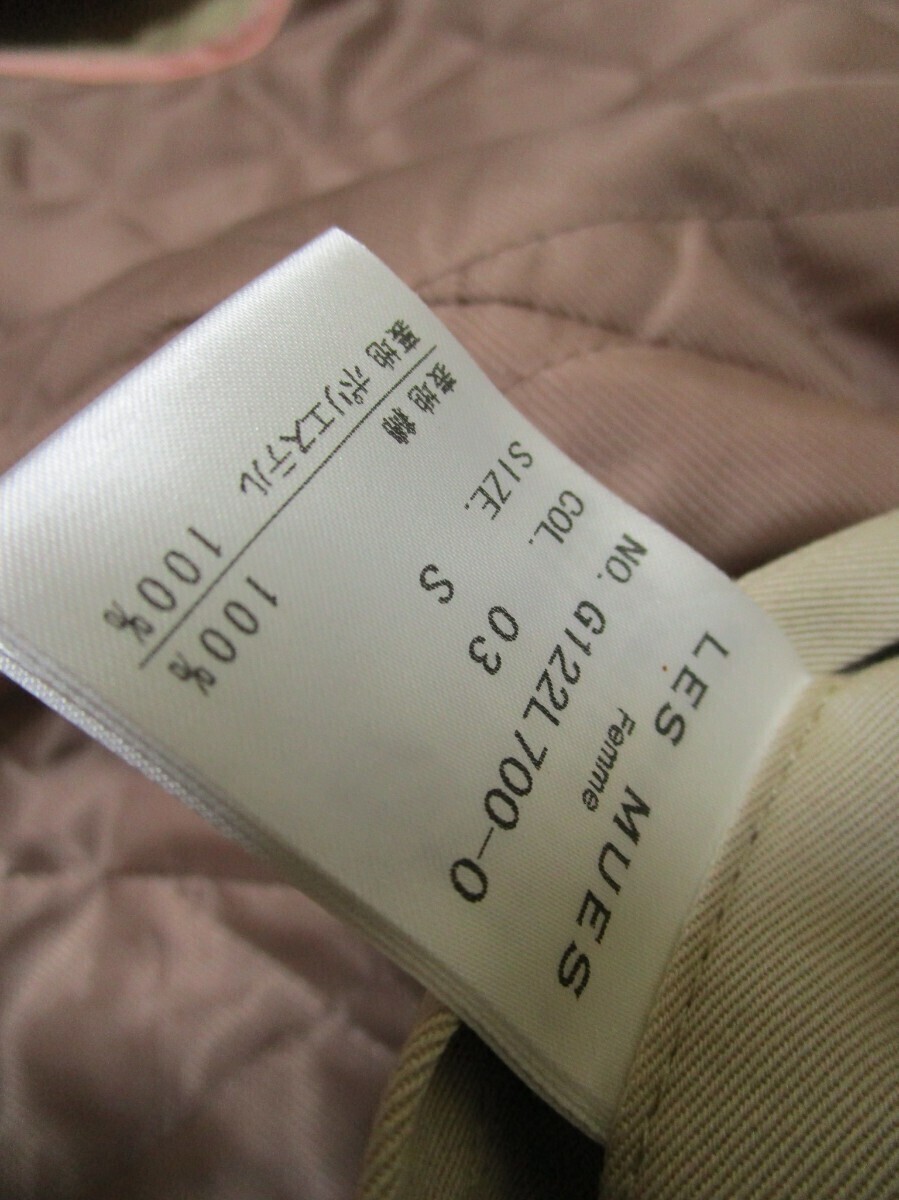 LES MUES
Femme
NO. G122L700-0
COL. 03
SIZE. S
表地 綿 100%
裏地 ポリエステル 100%